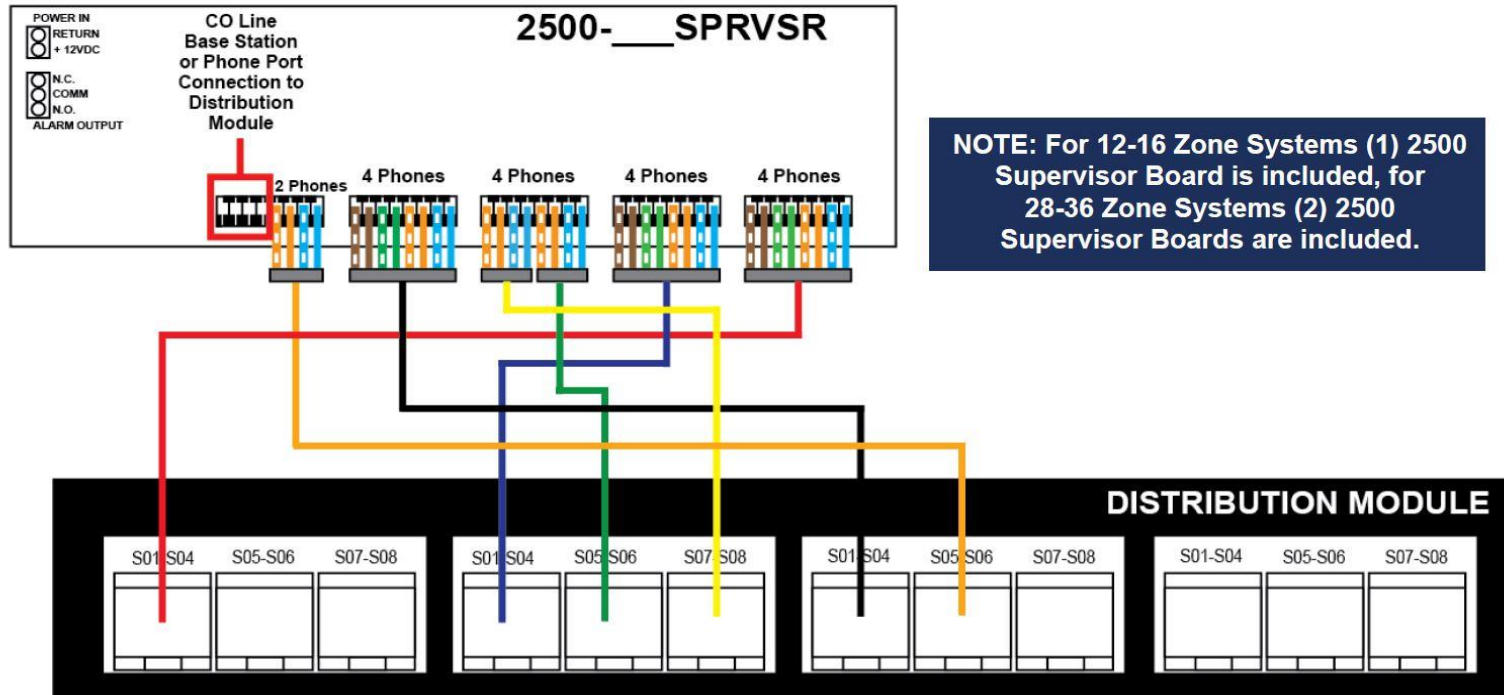 POWER IN
RETURN
+ 12VDC
N.C.
COMM
N.O.
ALARM OUTPUT
CO Line
Base Station
or Phone Port
Connection to
Distribution
Module
2500-___SPRVSR
2 Phones
4 Phones
4 Phones
4 Phones
4 Phones
NOTE: For 12-16 Zone Systems (1) 2500
Supervisor Board is included, for
28-36 Zone Systems (2) 2500
Supervisor Boards are included.
DISTRIBUTION MODULE
S01-S04 S05-S06 S07-S08
S01-S04 S05-S06 S07-S08
S01-S04 S05-S06 S07-S08
S01-S04 S05-S06 S07-S08